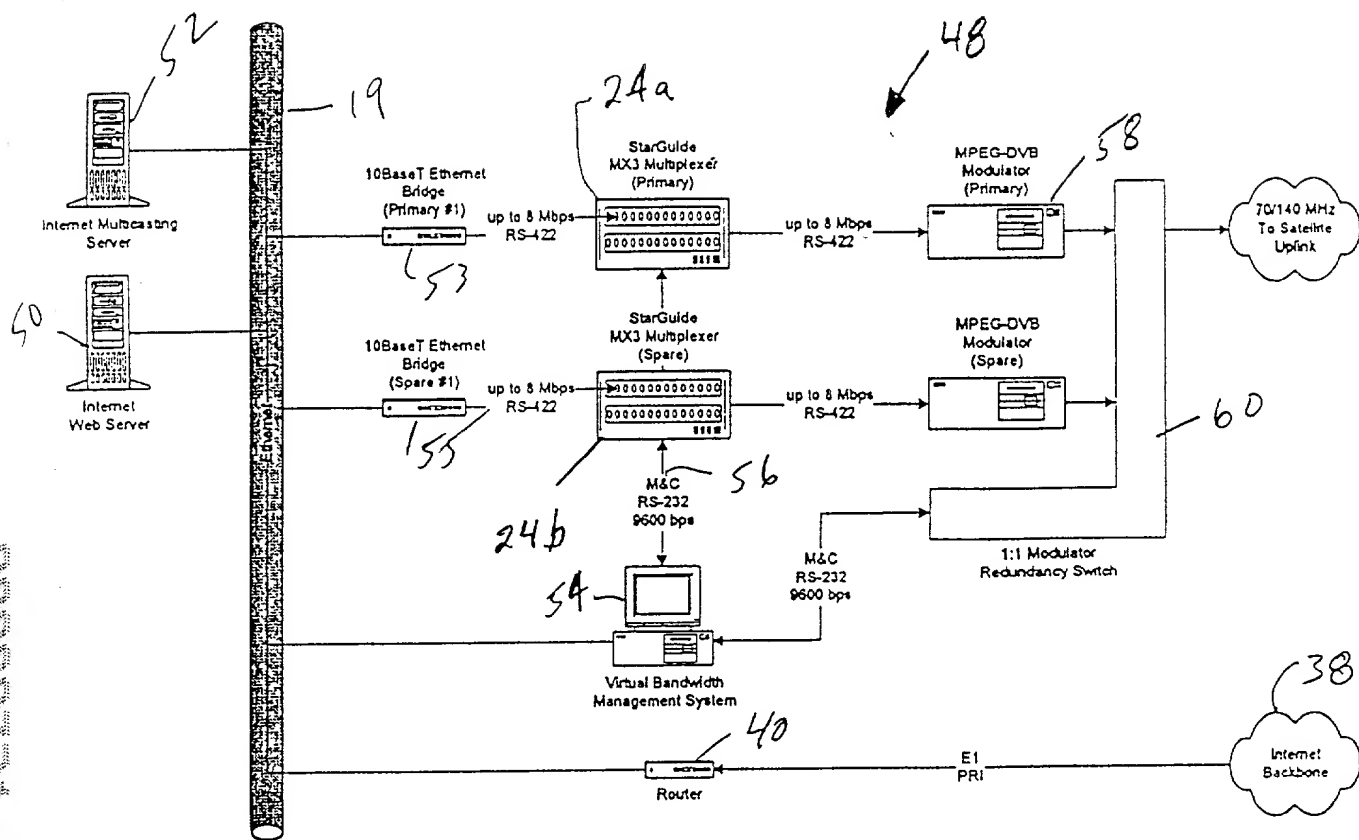 52
19
48
24a
58
StarGuide
MX3 Multiplexer
(Primary)
MPEG-DVB
Modulator
(Primary)
10BaseT Ethernet
Bridge
(Primary #1)
up to 8 Mbps
RS-422
up to 8 Mbps
RS-422
70/140 MHz
To Satellite
Uplink
Internet Multicasting
Server
53
50
StarGuide
MX3 Multiplexer
(Spare)
MPEG-DVB
Modulator
(Spare)
10BaseT Ethernet
Bridge
(Spare #1)
up to 8 Mbps
RS-422
up to 8 Mbps
RS-422
Internet
Web Server
Ethernet
55
60
56
M&C
RS-232
9600 bps
24b
1:1 Modulator
Redundancy Switch
M&C
RS-232
9600 bps
54
Virtual Bandwidth
Management System
38
40
E1
PRI
Internet
Backbone
Router